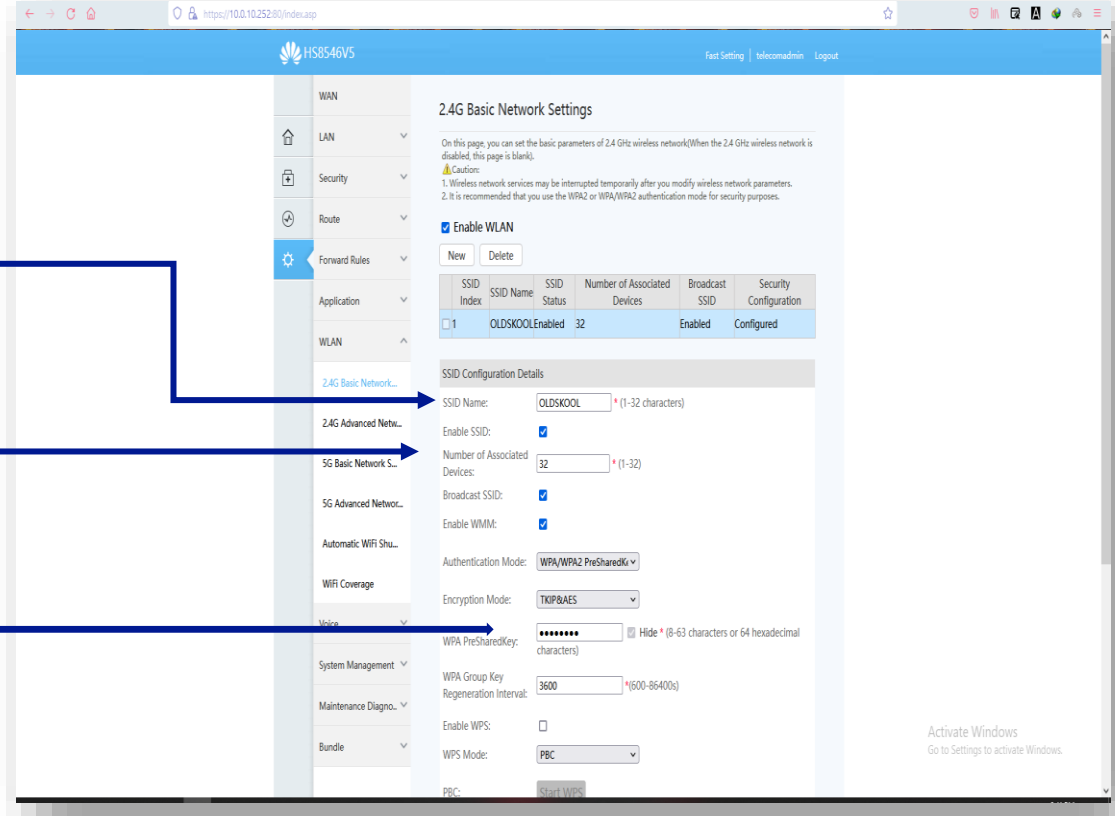 https://10.0.10.252:80/index.asp
HS8546V5
Fast Setting | telecomadmin Logout
WAN
LAN
Security
Route
Forward Rules
Application
WLAN
2.4G Basic Network...
2.4G Advanced Netw...
5G Basic Network S...
5G Advanced Networ...
Automatic WiFi Shu...
WiFi Coverage
Voice
System Management
Maintenance Diagno...
Bundle
2.4G Basic Network Settings
On this page, you can set the basic parameters of 2.4 GHz wireless network(When the 2.4 GHz wireless network is
disabled, this page is blank).
Caution:
1. Wireless network services may be interrupted temporarily after you modify wireless network parameters.
2. It is recommended that you use the WPA2 or WPA/WPA2 authentication mode for security purposes.
Enable WLAN
New Delete
SSID Index SSID Name SSID Status Number of Associated Devices Broadcast SSID Security Configuration
1 OLDSKOOL Enabled 32 Enabled Configured
SSID Configuration Details
SSID Name: OLDSKOOL * (1-32 characters)
Enable SSID:
Number of Associated
Devices: 32 * (1-32)
Broadcast SSID:
Enable WMM:
Authentication Mode: WPA/WPA2 PreSharedK
Encryption Mode: TKIP&AES
WPA PreSharedKey: •••••••• Hide * (8-63 characters or 64 hexadecimal
characters)
WPA Group Key
Regeneration Interval: 3600 *(600-86400s)
Enable WPS:
WPS Mode: PBC
PBC: Start WPS
Activate Windows
Go to Settings to activate Windows.